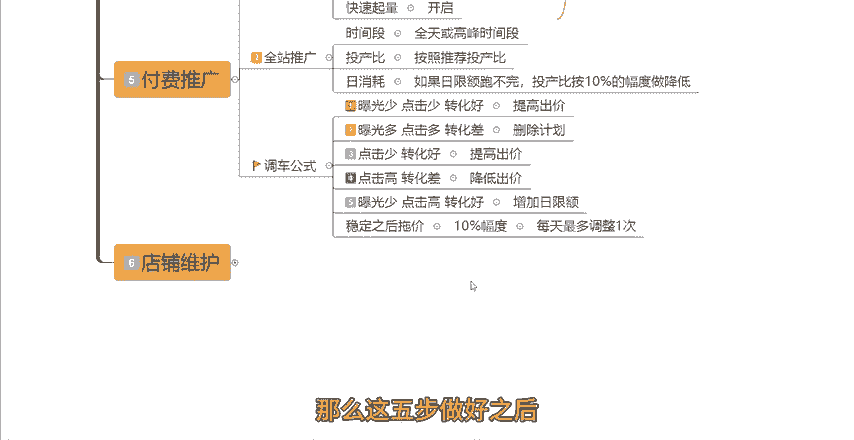 快速起量 开启
时间段 全天或高峰时间段
全站推广 投产比 按照推荐投产比
5 付费推广
日消耗 如果日限额跑不完，投产比按10%的幅度做降低
曝光少 点击少 转化好 提高出价
曝光多 点击多 转化差 删除计划
3 点击少 转化好 提高出价
调车公式
4 点击高 转化差 降低出价
5 曝光少 点击高 转化好 增加日限额
稳定之后拖价 10%幅度 每天最多调整1次
6 店铺维护
那么这五步做好之后